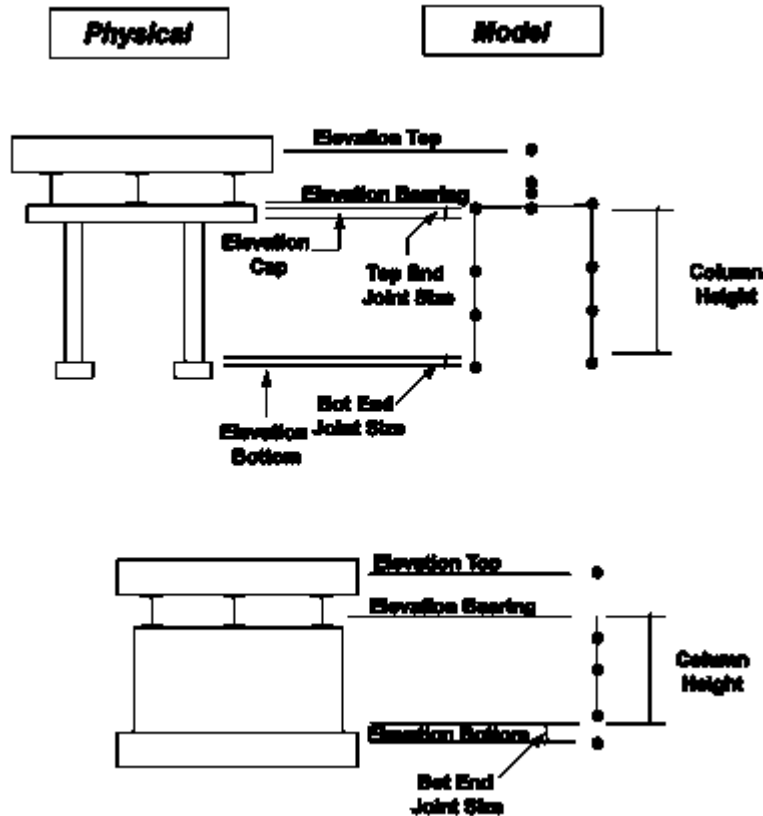 Physical
Model
Elevation Top
Elevation Bearing
Elevation
Cap
Top End
Joint Size
Column
Height
Bot End
Joint Size
Elevation
Bottom
Elevation Top
Elevation Bearing
Column
Height
Elevation Bottom
Bot End
Joint Size